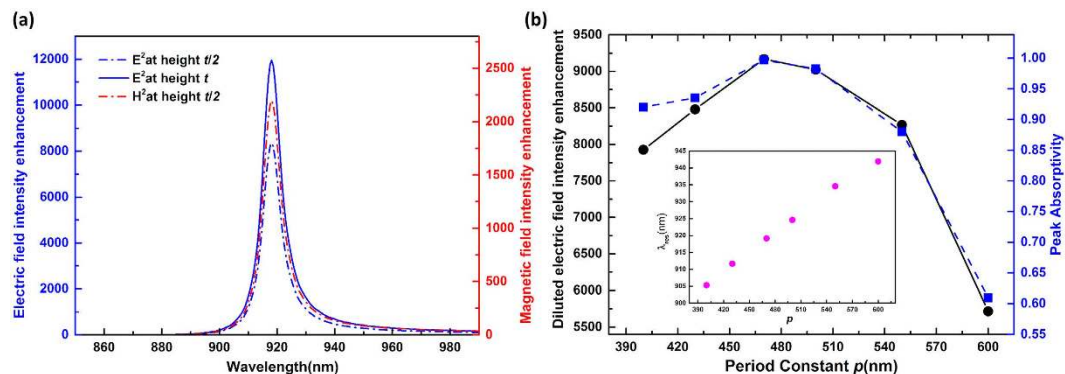 (a)
Electric field intensity enhancement
12000
10000
8000
6000
4000
2000
0
E²at height t/2
E²at height t
H²at height t/2
2500
2000
1500
1000
500
0
Magnetic field intensity enhancement
860 880 900 920 940 960 980
Wavelength(nm)
(b)
Diluted electric field intensity enhancement
9500
9000
8500
8000
7500
7000
6500
6000
5500
1.00
0.95
0.90
0.85
0.80
0.75
0.70
0.65
0.60
0.55
Peak Absorptivity
λres(nm)
945
940
935
930
925
920
915
910
905
900
390 420 450 480 510 540 570 600
p
390 420 450 480 510 540 570 600
Period Constant p(nm)